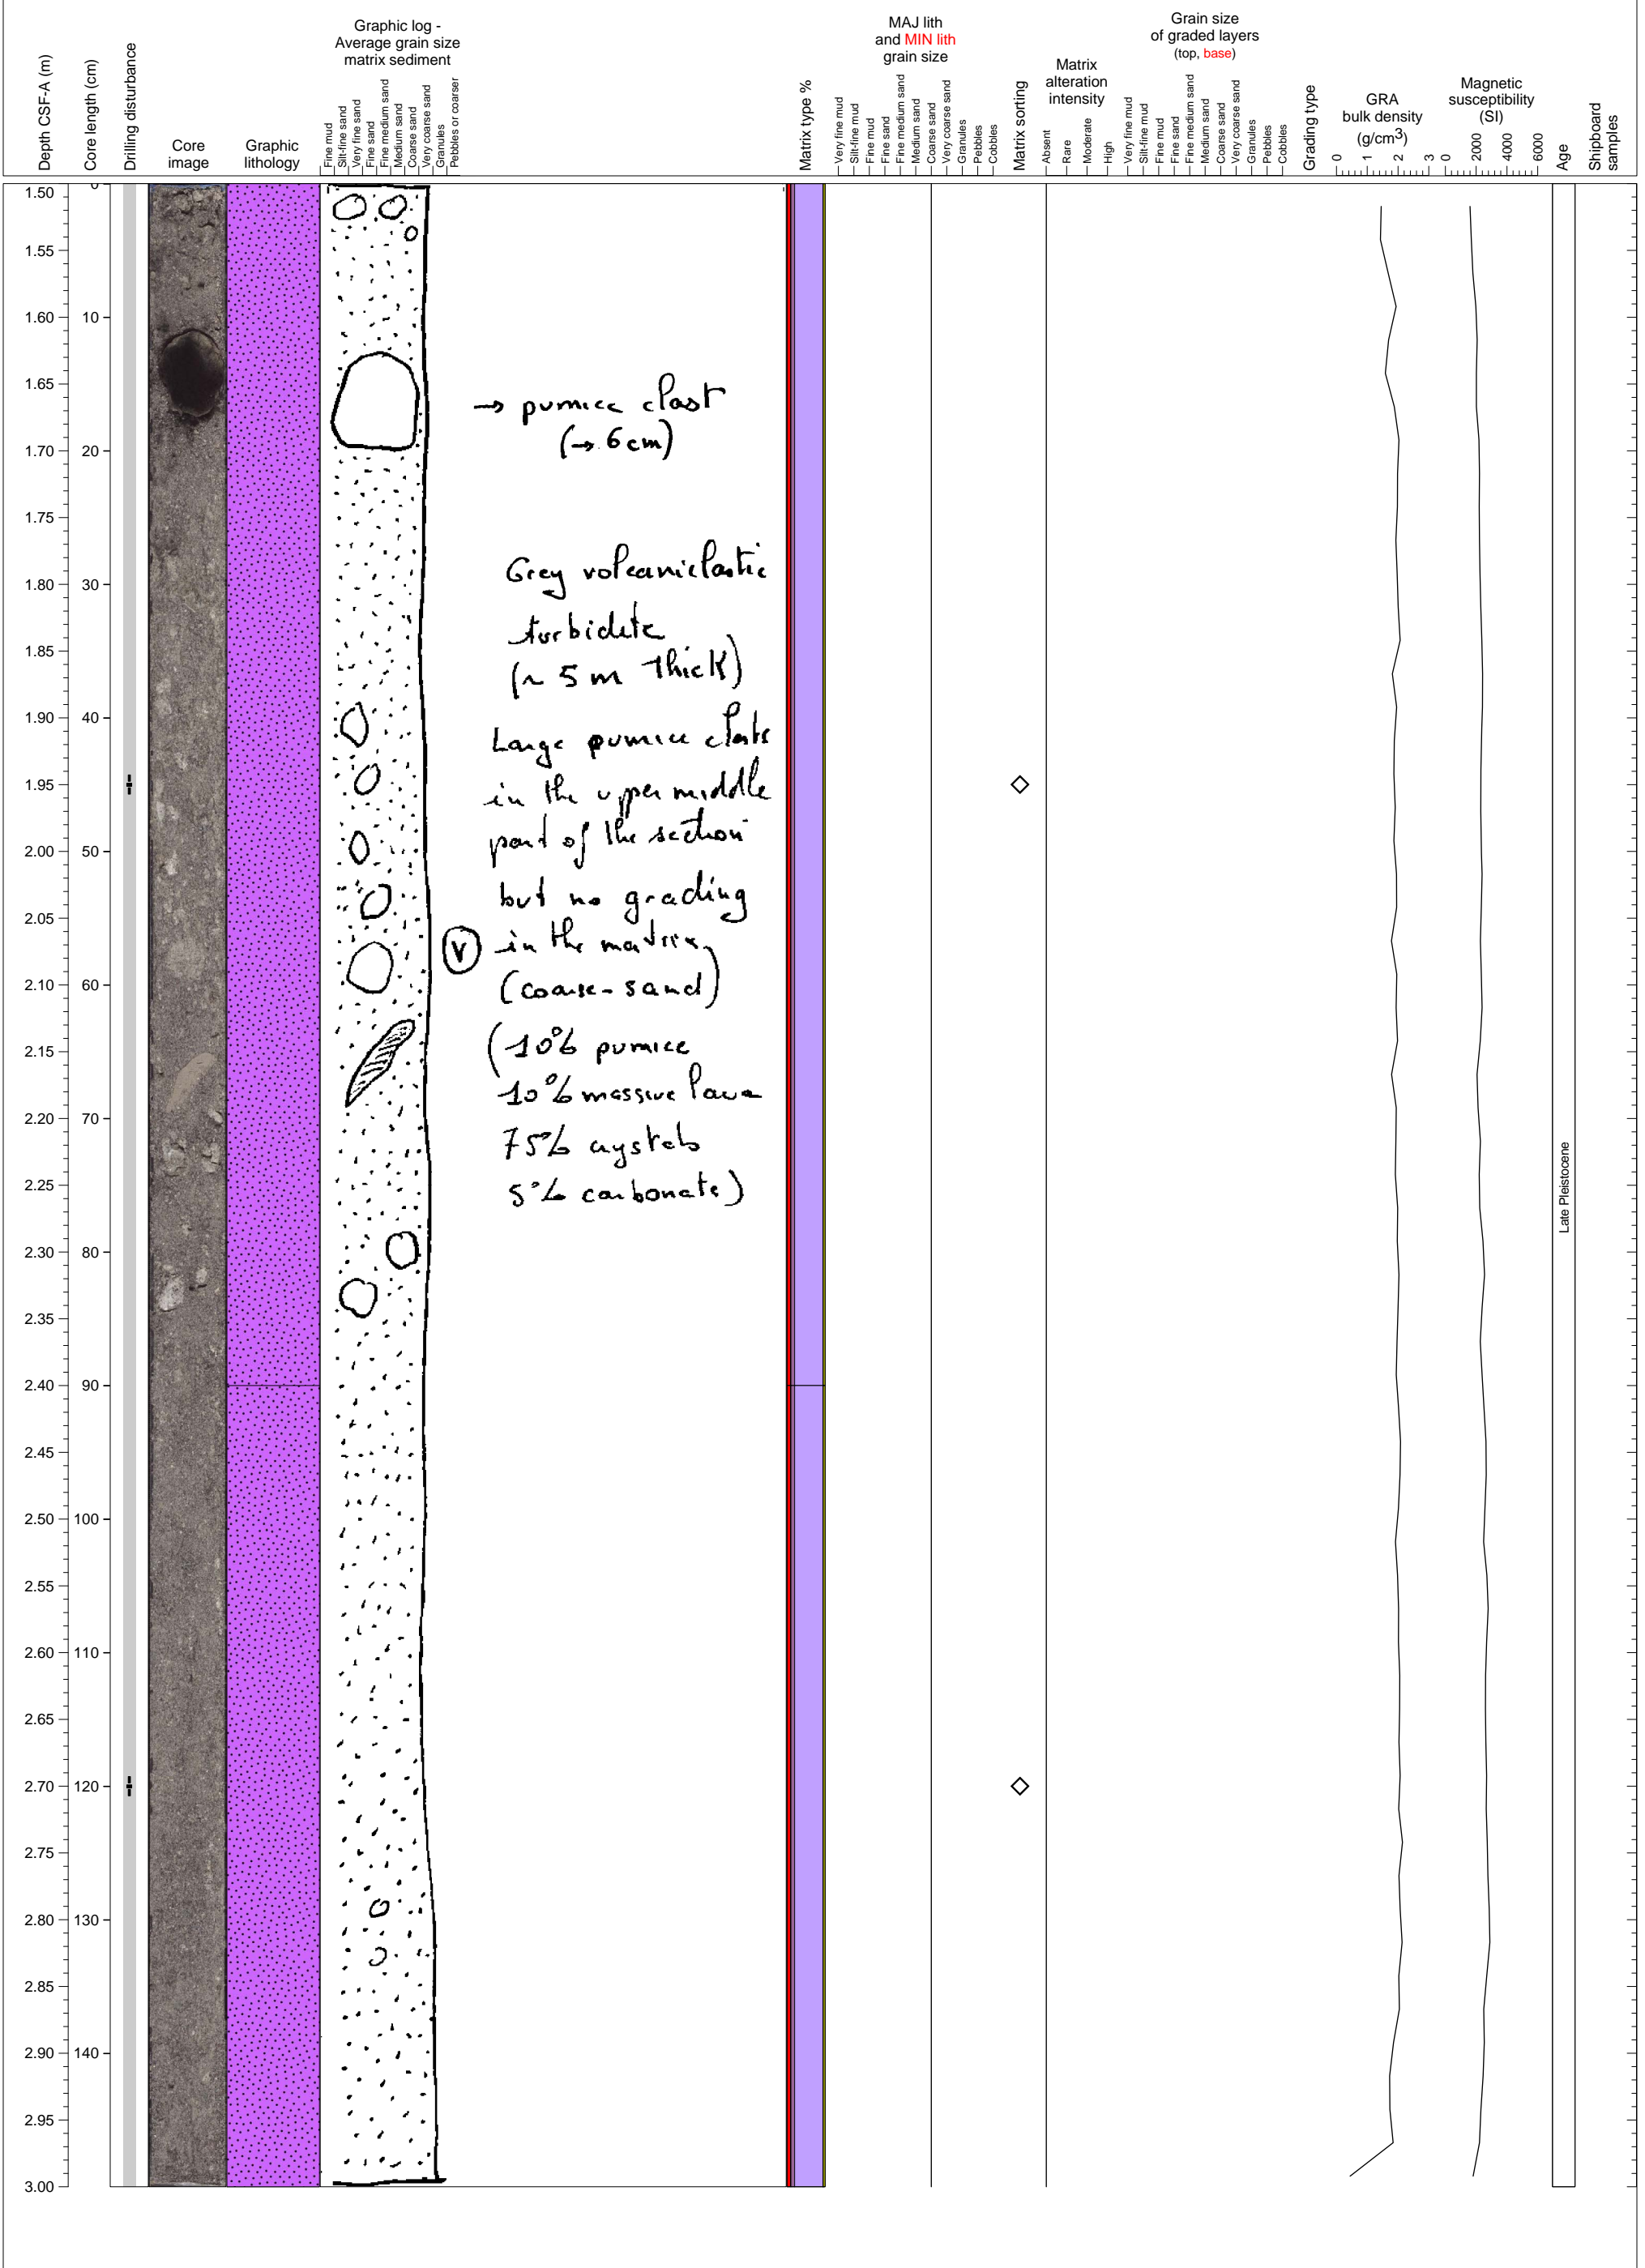 Graphic log -
Average grain size
matrix sediment
MAJ lith
and MIN lith
grain size
Grain size
of graded layers
(top, base)
Matrix
alteration
intensity
GRA
bulk density
(g/cm3)
Magnetic
susceptibility
(SI)
Depth CSF-A (m)
Core length (cm)
Drilling disturbance
Core
image
Graphic
lithology
Fine mud
Silt-fine sand
Very fine sand
Fine sand
Fine medium sand
Medium sand
Coarse sand
Very coarse sand
Granules
Pebbles or coarser
Matrix type %
Very fine mud
Silt-fine mud
Fine mud
Fine sand
Fine medium sand
Medium sand
Coarse sand
Very coarse sand
Granules
Pebbles
Cobbles
Matrix sorting
Absent
Rare
Moderate
High
Very fine mud
Silt-fine mud
Fine mud
Fine sand
Fine medium sand
Medium sand
Coarse sand
Very coarse sand
Granules
Pebbles
Cobbles
Grading type
0 1 2 3
0 2000 4000 6000
Age
Shipboard
samples
1.50 0
1.55
1.60 10
1.65
→ pumice clast
(→ 6 cm)
1.70 20
1.75
1.80 30
Grey volcaniclastic
turbidite
1.85
(~ 5 m thick)
1.90 40
Large pumice clasts
1.95
in the upper middle
2.00 50
part of the section
2.05
but no grading
V in the matrix
2.10 60
(coarse-sand)
2.15
(10% pumice
10% massive lava
2.20 70
75% crystals
2.25
5% carbonate)
Late Pleistocene
2.30 80
2.35
2.40 90
2.45
2.50 100
2.55
2.60 110
2.65
2.70 120
2.75
2.80 130
2.85
2.90 140
2.95
3.00